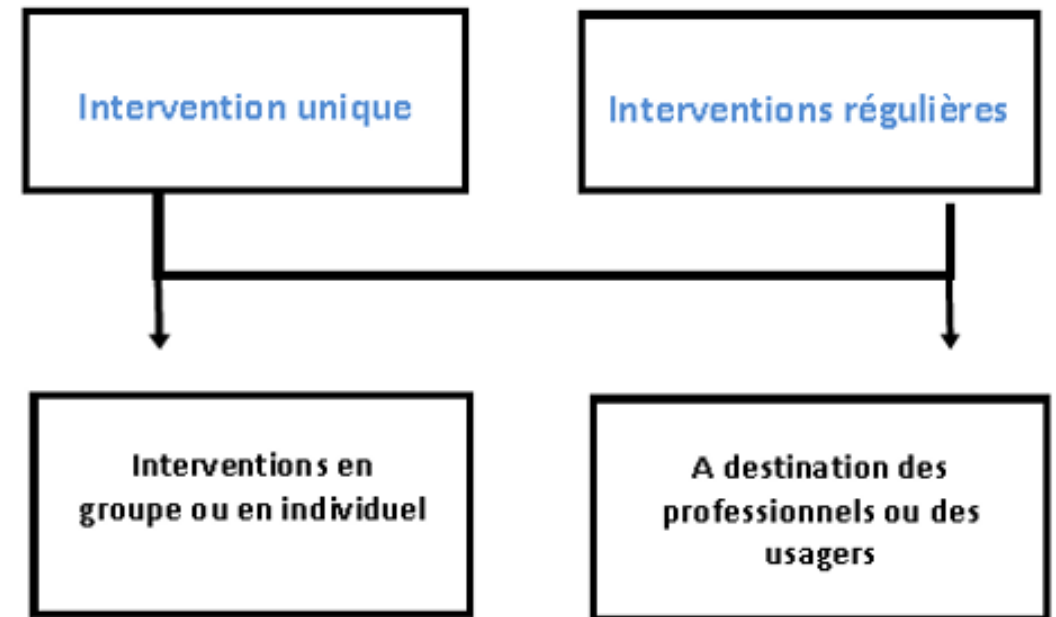 Intervention unique
Interventions régulières
Interventions en
groupe ou en individuel
A destination des
professionnels ou des
usagers